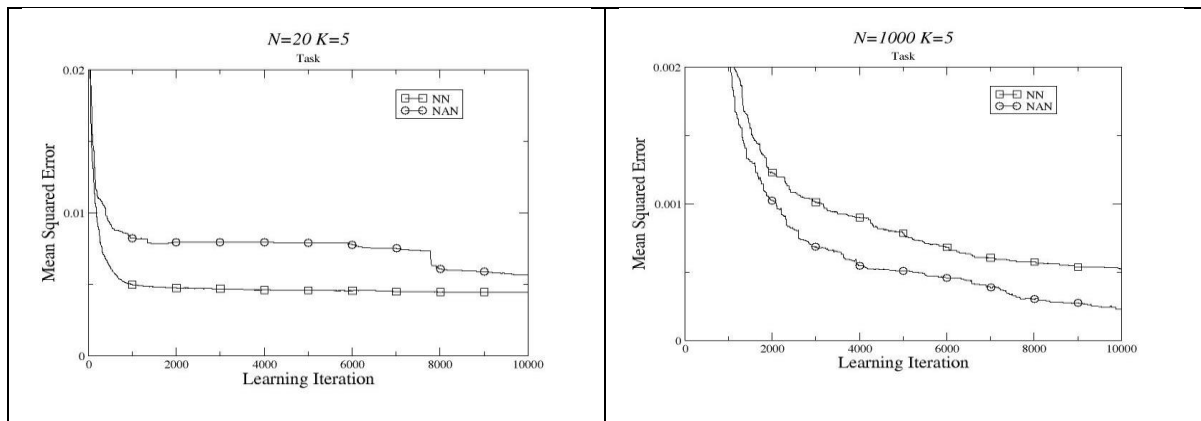 N=20 K=5
Task
0.02
0.01
0
Mean Squared Error
NN
NAN
0 2000 4000 6000 8000 10000
Learning Iteration
N=1000 K=5
Task
0.002
0.001
0
Mean Squared Error
NN
NAN
0 2000 4000 6000 8000 10000
Learning Iteration